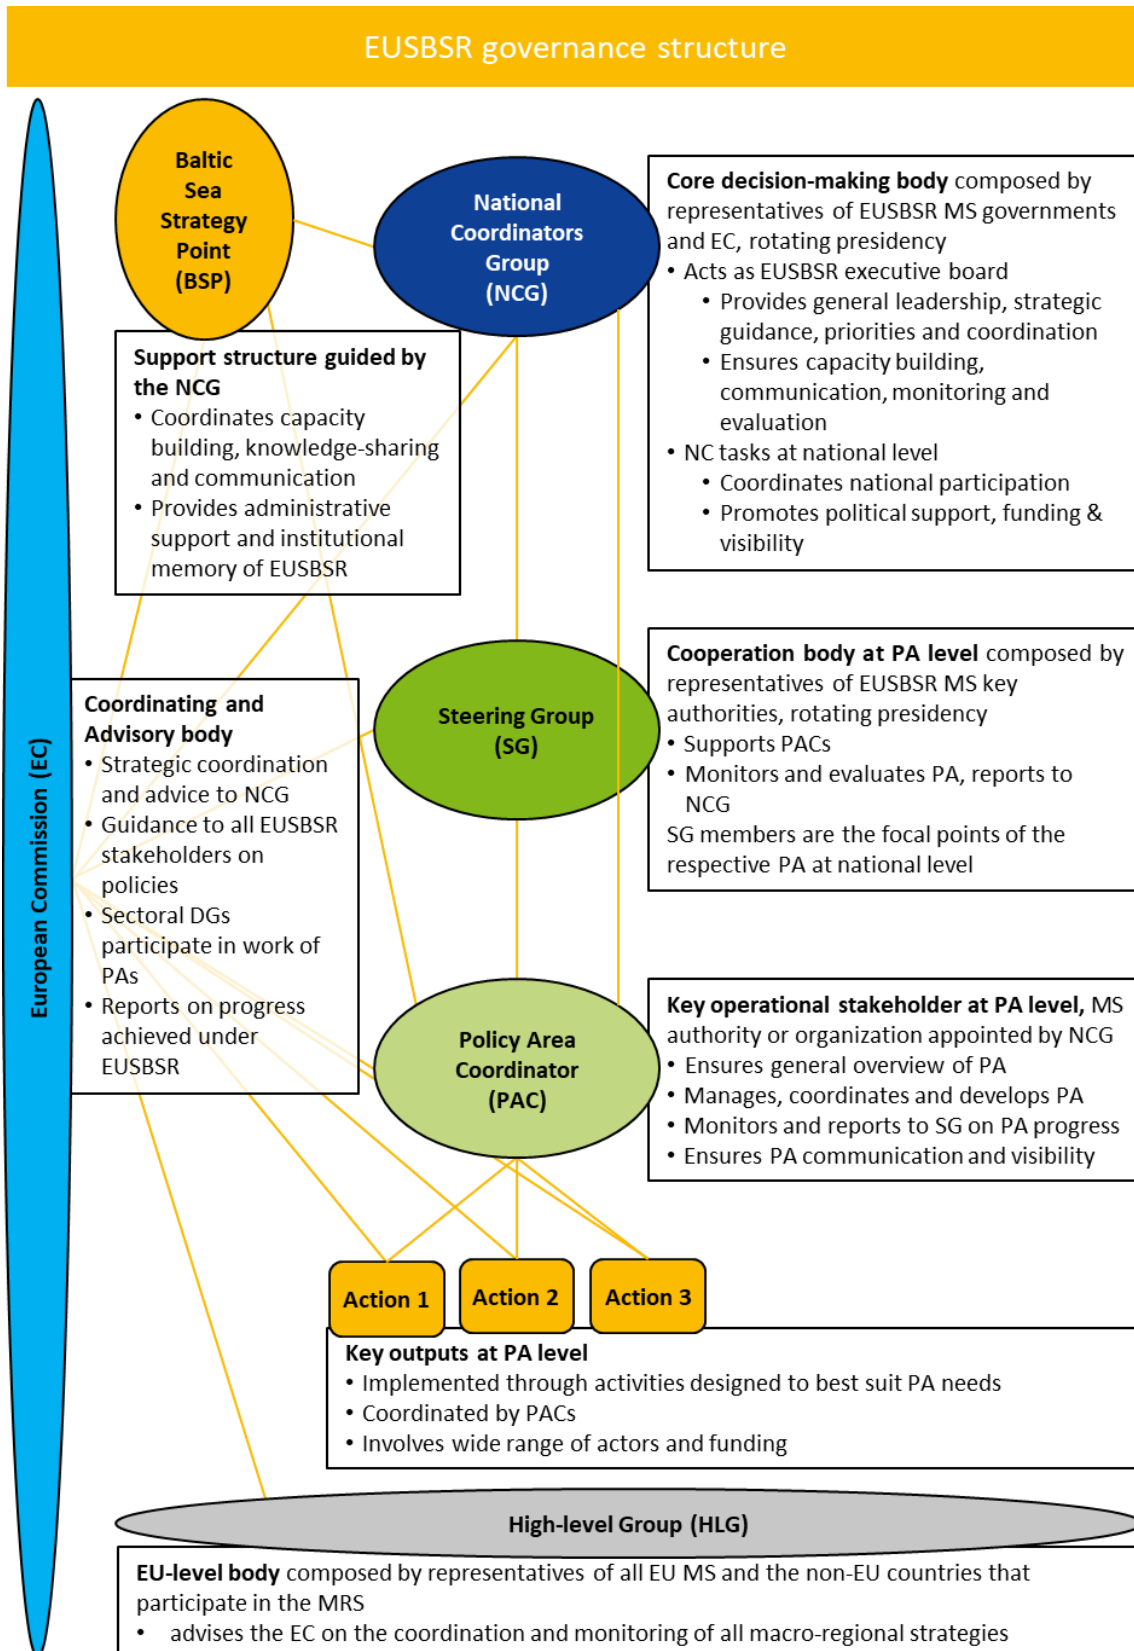 EUSBSR governance structure
Baltic
Sea
Strategy
Point
(BSP)
National
Coordinators
Group
(NCG)
Core decision-making body composed by
representatives of EUSBSR MS governments
and EC, rotating presidency
• Acts as EUSBSR executive board
• Provides general leadership, strategic
guidance, priorities and coordination
• Ensures capacity building,
communication, monitoring and
evaluation
• NC tasks at national level
• Coordinates national participation
• Promotes political support, funding &
visibility
Support structure guided by
the NCG
• Coordinates capacity
building, knowledge-sharing
and communication
• Provides administrative
support and institutional
memory of EUSBSR
European Commission (EC)
Coordinating and
Advisory body
• Strategic coordination
and advice to NCG
• Guidance to all EUSBSR
stakeholders on
policies
• Sectoral DGs
participate in work of
PAs
• Reports on progress
achieved under
EUSBSR
Steering Group
(SG)
Cooperation body at PA level composed by
representatives of EUSBSR MS key
authorities, rotating presidency
• Supports PACs
• Monitors and evaluates PA, reports to
NCG
SG members are the focal points of the
respective PA at national level
Policy Area
Coordinator
(PAC)
Key operational stakeholder at PA level, MS
authority or organization appointed by NCG
• Ensures general overview of PA
• Manages, coordinates and develops PA
• Monitors and reports to SG on PA progress
• Ensures PA communication and visibility
Action 1
Action 2
Action 3
Key outputs at PA level
• Implemented through activities designed to best suit PA needs
• Coordinated by PACs
• Involves wide range of actors and funding
High-level Group (HLG)
EU-level body composed by representatives of all EU MS and the non-EU countries that
participate in the MRS
• advises the EC on the coordination and monitoring of all macro-regional strategies